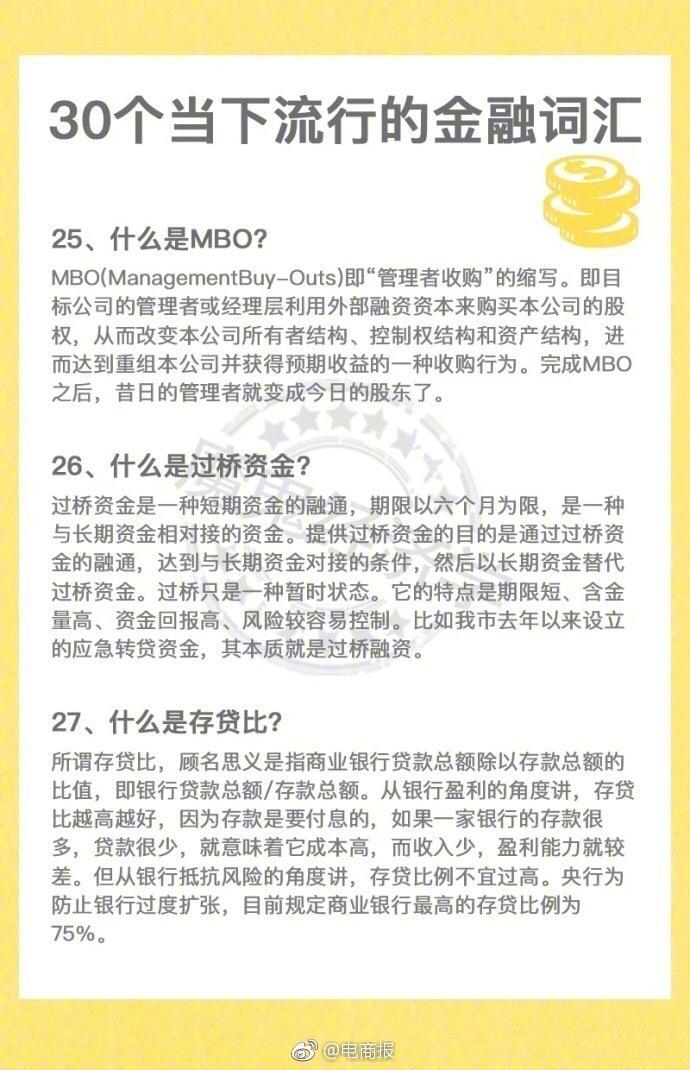 30个当下流行的金融词汇
25、什么是MBO?
MBO(ManagementBuy-Outs)即“管理者收购”的缩写。即目
标公司的管理者或经理层利用外部融资资本来购买本公司的股
权，从而改变本公司所有者结构、控制权结构和资产结构，进
而达到重组本公司并获得预期收益的一种收购行为。完成MBO
之后，昔日的管理者就变成今日的股东了。
26、什么是过桥资金?
过桥资金是一种短期资金的融通，期限以六个月为限，是一种
与长期资金相对接的资金。提供过桥资金的目的是通过过桥资
金的融通，达到与长期资金对接的条件，然后以长期资金替代
过桥资金。过桥只是一种暂时状态。它的特点是期限短、含金
量高、资金回报高、风险较容易控制。比如我市去年以来设立
的应急转贷资金，其本质就是过桥融资。
27、什么是存贷比?
所谓存贷比，顾名思义是指商业银行贷款总额除以存款总额的
比值，即银行贷款总额/存款总额。从银行盈利的角度讲，存贷
比越高越好，因为存款是要付息的，如果一家银行的存款很
多，贷款很少，就意味着它成本高，而收入少，盈利能力就较
差。但从银行抵抗风险的角度讲，存贷比例不宜过高。央行为
防止银行过度扩张，目前规定商业银行最高的存贷比例为
75%。
@电商报